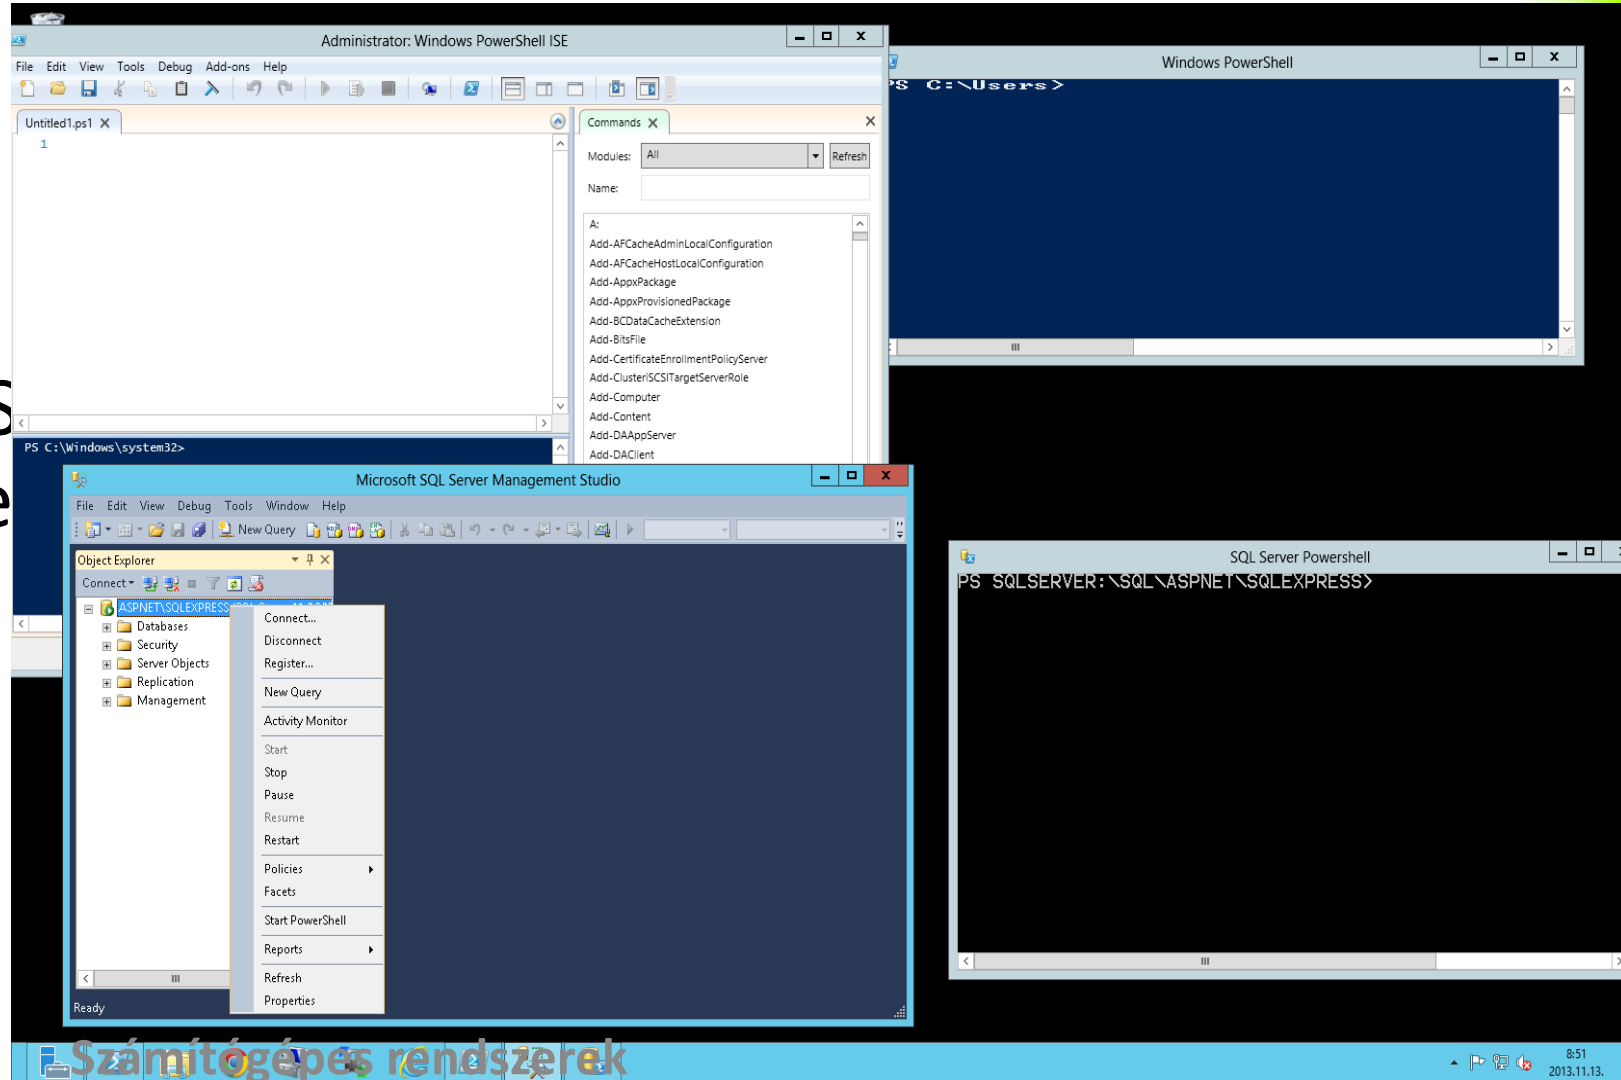 Administrator: Windows PowerShell ISE
File Edit View Tools Debug Add-ons Help
Untitled1.ps1
1
Commands
Modules: All Refresh
Name:
A:
Add-AFCacheAdminLocalConfiguration
Add-AFCacheHostLocalConfiguration
Add-AppxPackage
Add-AppxProvisionedPackage
Add-BCDataCacheExtension
Add-BitsFile
Add-CertificateEnrollmentPolicyServer
Add-ClusteriSCSITargetServerRole
Add-Computer
Add-Content
Add-DAAppServer
Add-DAClient
PS C:\Windows\system32>
Windows PowerShell
PS C:\Users>
Microsoft SQL Server Management Studio
File Edit View Debug Tools Window Help
New Query
Object Explorer
Connect
ASPNET\SQLEXPRESS
Databases
Security
Server Objects
Replication
Management
Connect...
Disconnect
Register...
New Query
Activity Monitor
Start
Stop
Pause
Resume
Restart
Policies
Facets
Start PowerShell
Reports
Refresh
Properties
Ready
SQL Server Powershell
PS SQLSERVER:\SQL\ASPNET\SQLEXPRESS>
Számítógépes rendszerek
8:51
2013.11.13.